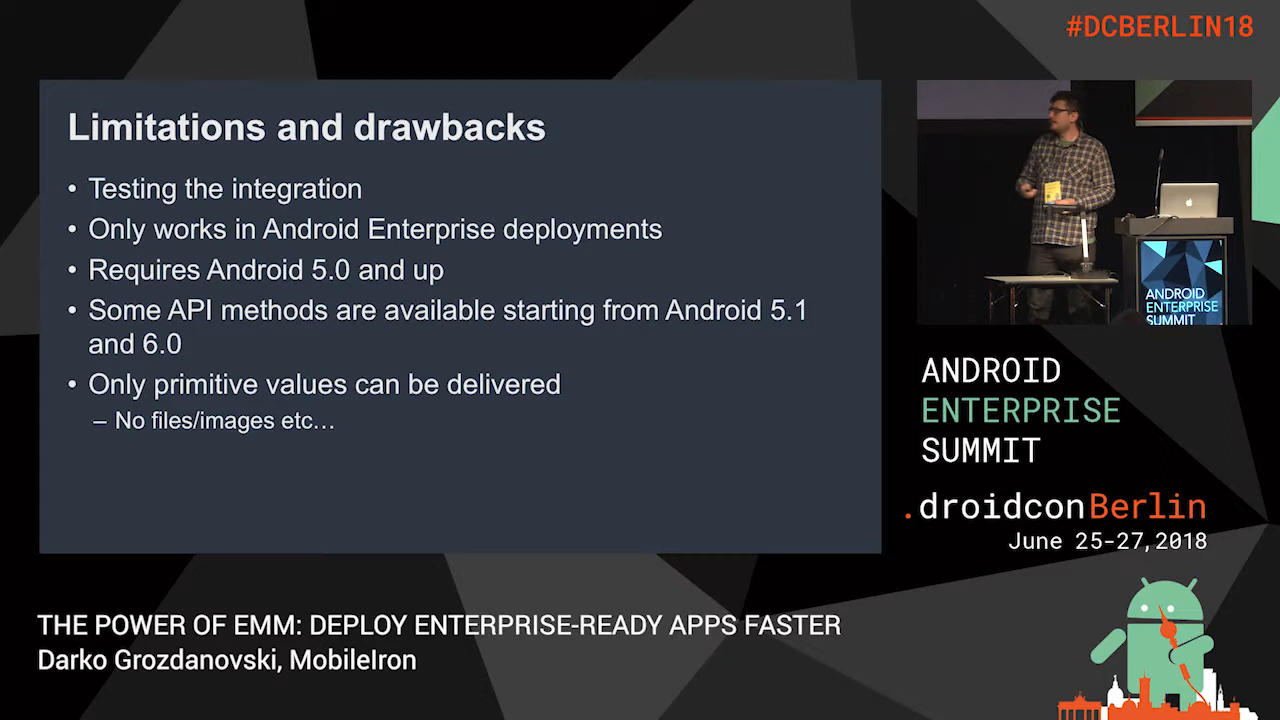 #DCBERLIN18
Limitations and drawbacks
• Testing the integration
• Only works in Android Enterprise deployments
• Requires Android 5.0 and up
• Some API methods are available starting from Android 5.1
and 6.0
• Only primitive values can be delivered
– No files/images etc…
ANDROID
ENTERPRISE
SUMMIT
ANDROID
ENTERPRISE
SUMMIT
.droidconBerlin
June 25-27,2018
THE POWER OF EMM: DEPLOY ENTERPRISE-READY APPS FASTER
Darko Grozdanovski, MobileIron